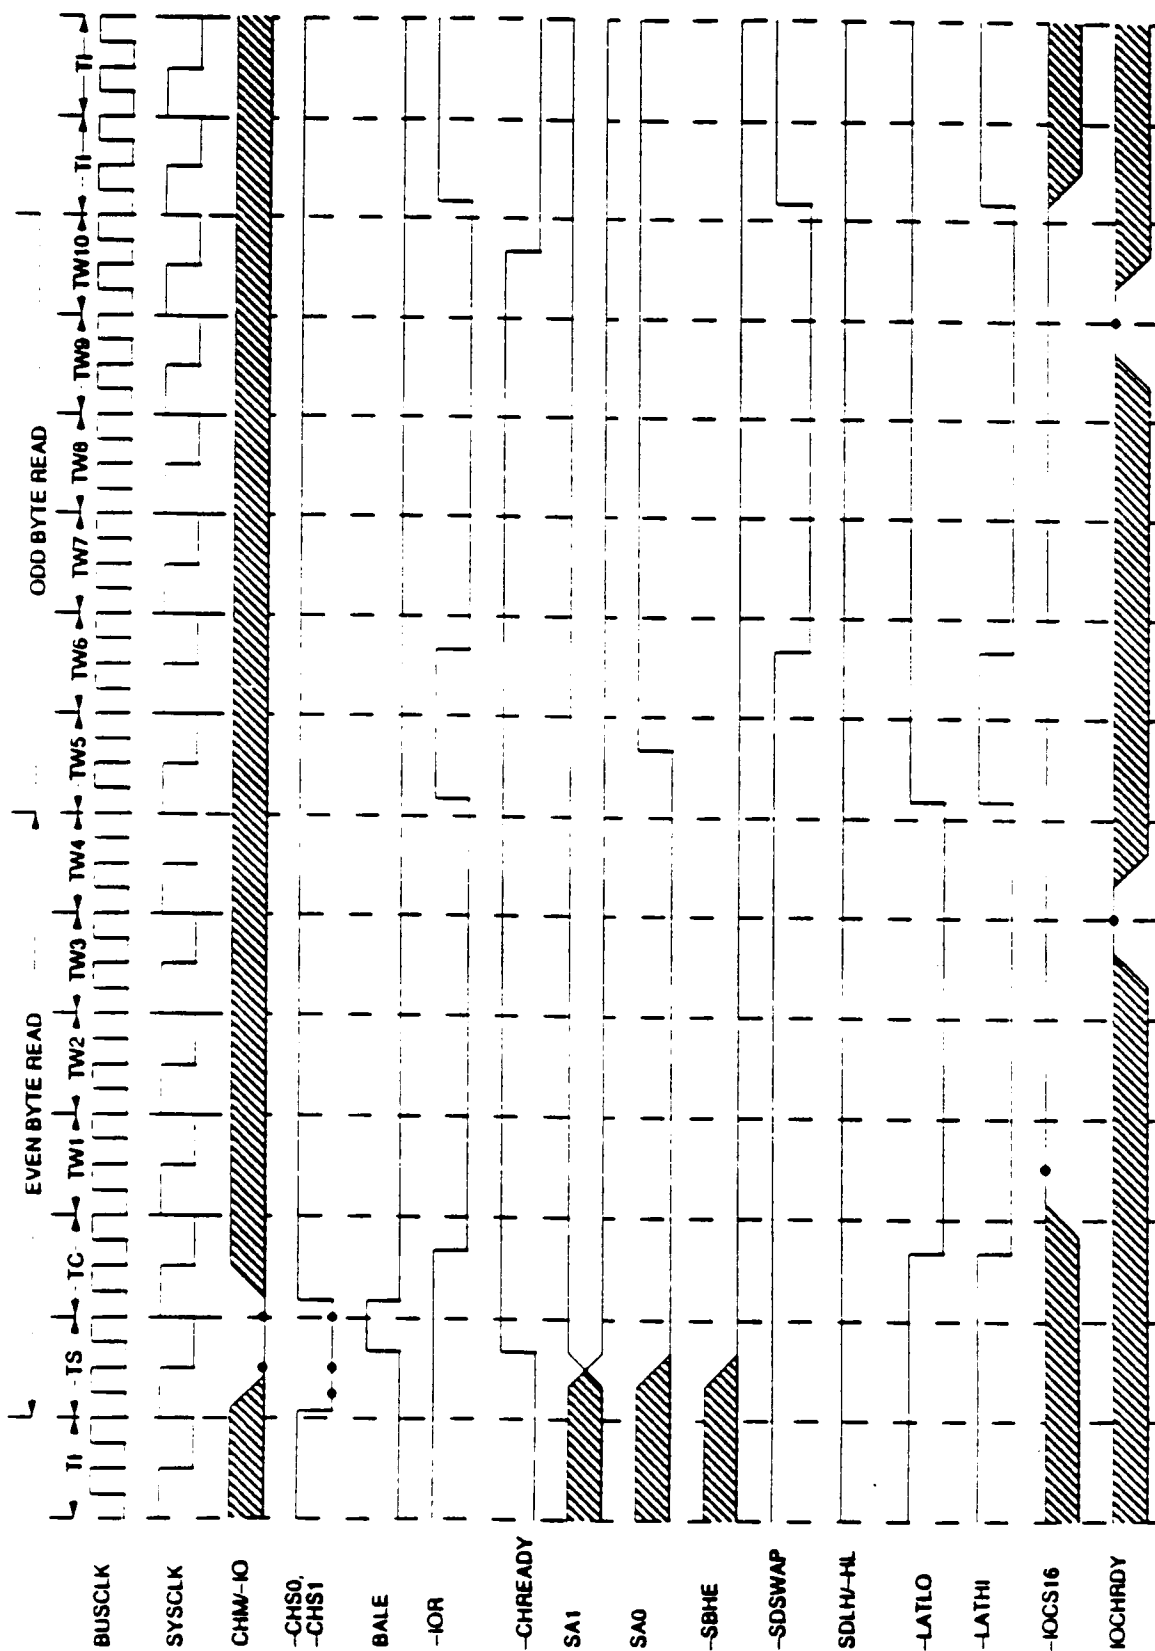 EVEN BYTE READ
ODD BYTE READ
TI TS TC TW1 TW2 TW3 TW4 TW5 TW6 TW7 TW8 TW9 TW10 TI TI
BUSCLK
SYSCLK
CHM/-IO
-CHS0,
-CHS1
BALE
-IOR
-CHREADY
SA1
SA0
-SBHE
-SDSWAP
SDLH/-HL
-LATLO
-LATHI
-IOCS16
IOCHRDY